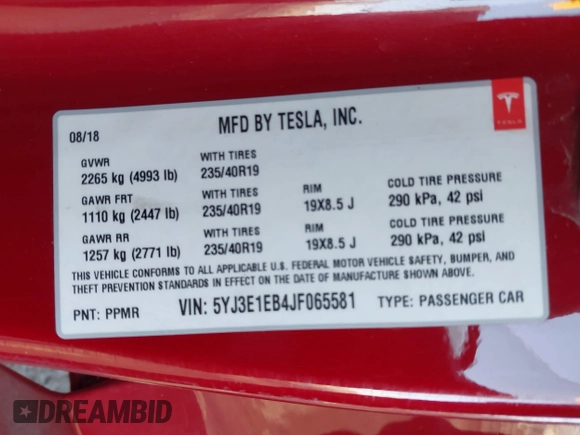 08/18
MFD BY TESLA, INC.
TESLA
GVWR
2265 kg (4993 lb)
WITH TIRES
235/40R19
GAWR FRT
1110 kg (2447 lb)
WITH TIRES
235/40R19
RIM
19X8.5 J
COLD TIRE PRESSURE
290 kPa, 42 psi
GAWR RR
1257 kg (2771 lb)
WITH TIRES
235/40R19
RIM
19X8.5 J
COLD TIRE PRESSURE
290 kPa, 42 psi
THIS VEHICLE CONFORMS TO ALL APPLICABLE U.S. FEDERAL MOTOR VEHICLE SAFETY, BUMPER, AND
THEFT PREVENTION STANDARDS IN EFFECT ON THE DATE OF MANUFACTURE SHOWN ABOVE.
PNT: PPMR
VIN: 5YJ3E1EB4JF065581
TYPE: PASSENGER CAR
DREAMBID